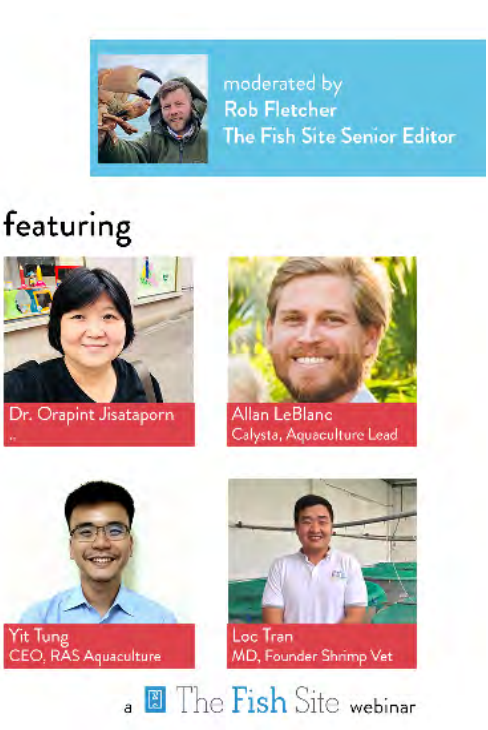 moderated by
Rob Fletcher
The Fish Site Senior Editor
featuring
Dr. Orapint Jisataporn
..
Allan LeBlanc
Calysta, Aquaculture Lead
Yit Tung
CEO, RAS Aquaculture
Loc Tran
MD, Founder Shrimp Vet
a The Fish Site webinar